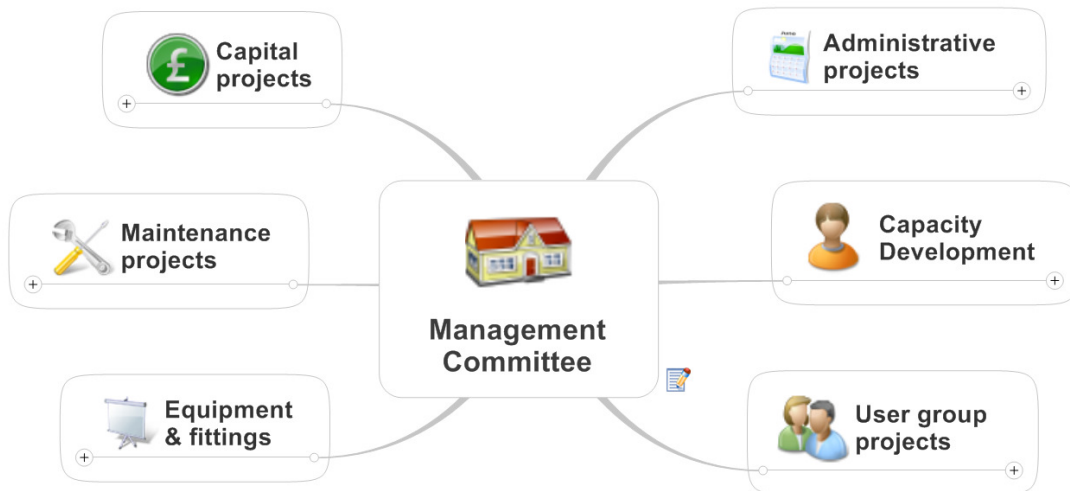 Capital
projects
Administrative
projects
Maintenance
projects
Capacity
Development
Management
Committee
Equipment
& fittings
User group
projects